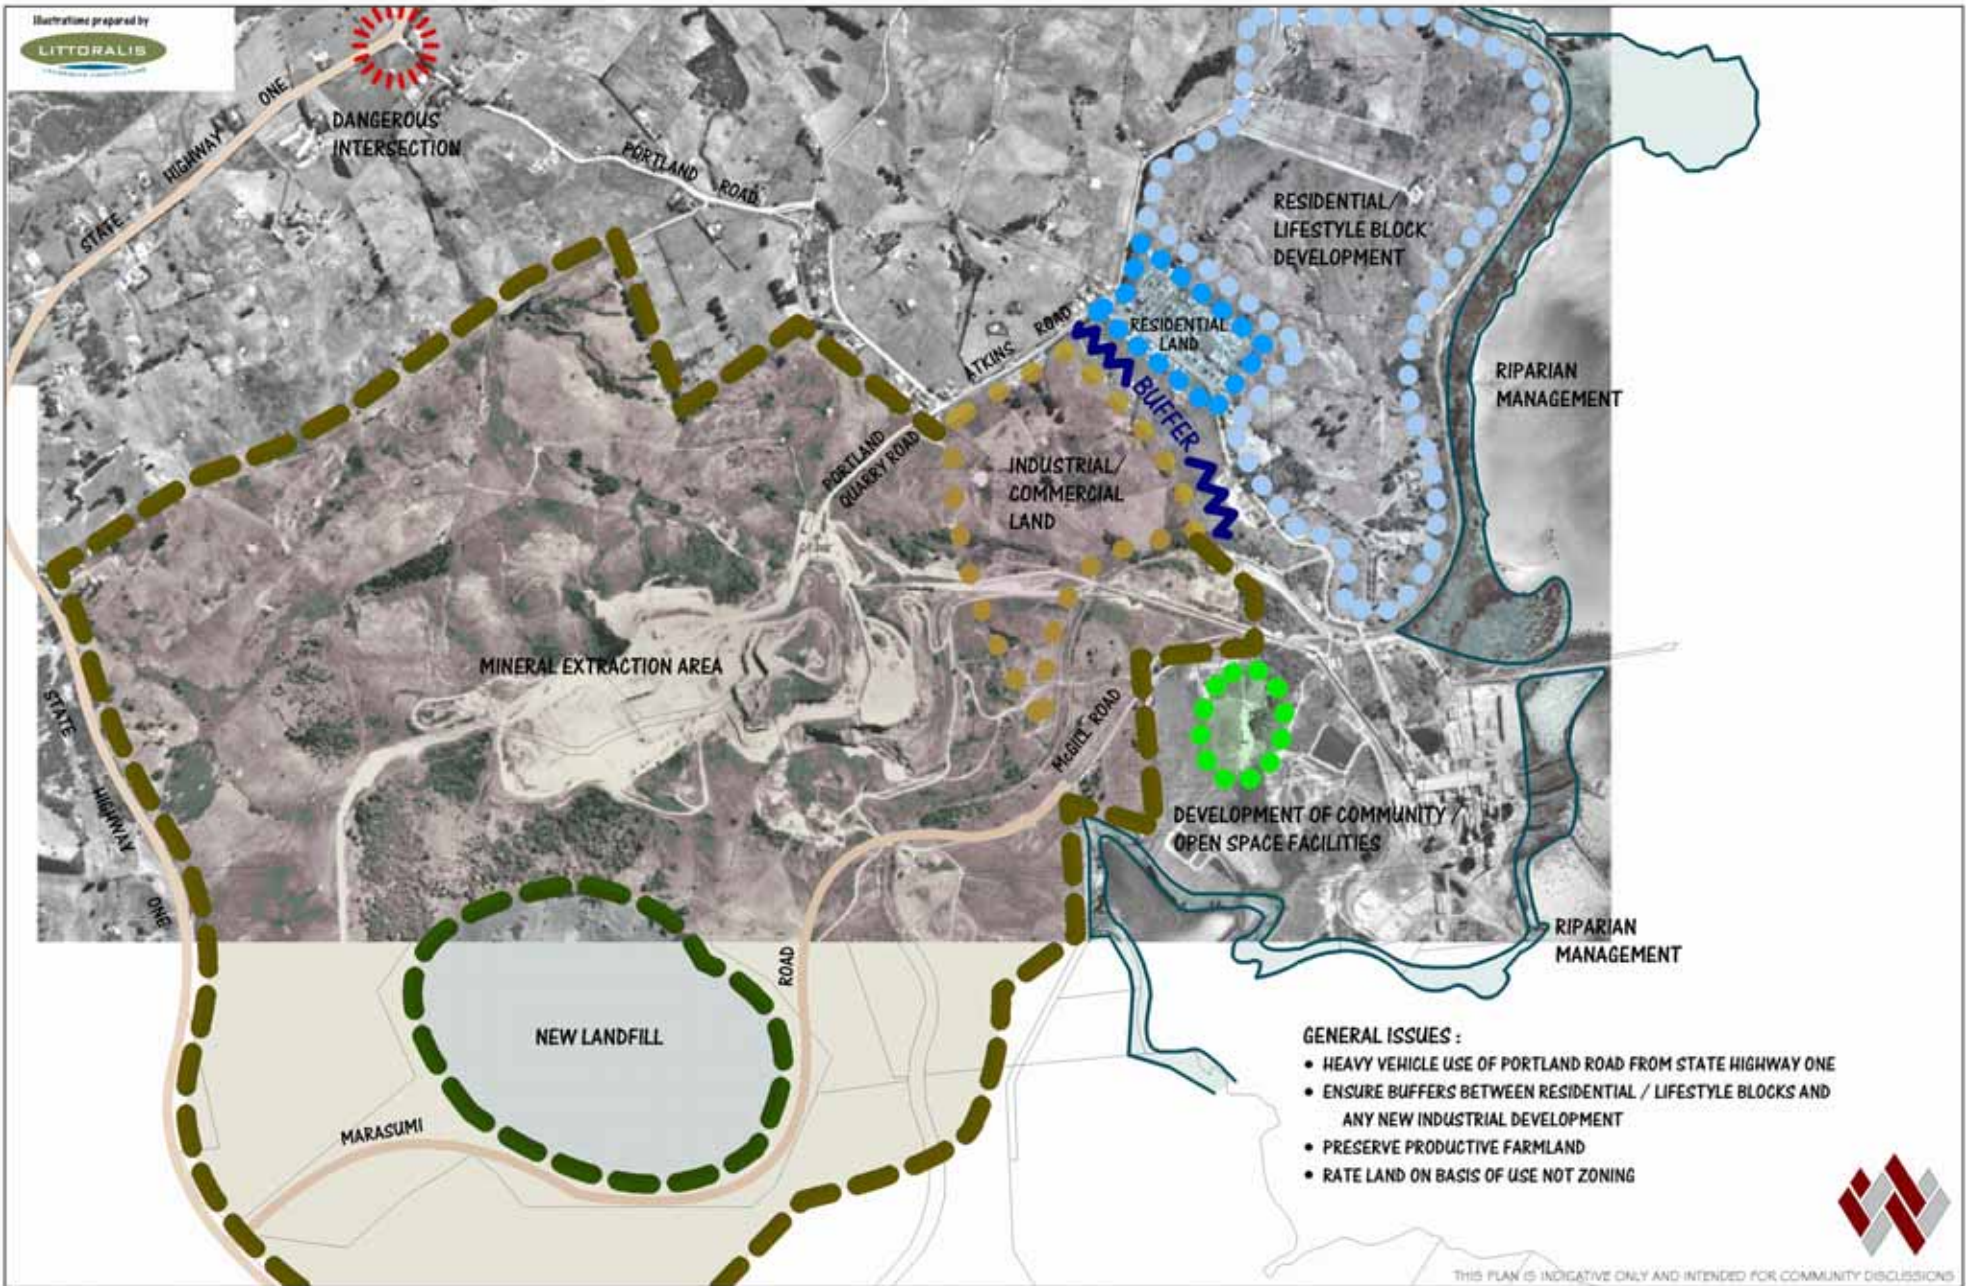 Illustrations prepared by
LITTORALIS
STATE HIGHWAY ONE
DANGEROUS
INTERSECTION
PORTLAND ROAD
RESIDENTIAL/
LIFESTYLE BLOCK
DEVELOPMENT
ATKINS ROAD
RESIDENTIAL
LAND
BUFFER
RIPARIAN
MANAGEMENT
PORTLAND
QUARRY ROAD
INDUSTRIAL/
COMMERCIAL
LAND
MINERAL EXTRACTION AREA
McGILL ROAD
STATE HIGHWAY ONE
DEVELOPMENT OF COMMUNITY /
OPEN SPACE FACILITIES
RIPARIAN
MANAGEMENT
NEW LANDFILL
MARASUMI ROAD
GENERAL ISSUES :
• HEAVY VEHICLE USE OF PORTLAND ROAD FROM STATE HIGHWAY ONE
• ENSURE BUFFERS BETWEEN RESIDENTIAL / LIFESTYLE BLOCKS AND
ANY NEW INDUSTRIAL DEVELOPMENT
• PRESERVE PRODUCTIVE FARMLAND
• RATE LAND ON BASIS OF USE NOT ZONING
THIS PLAN IS INDICATIVE ONLY AND INTENDED FOR COMMUNITY DISCUSSIONS